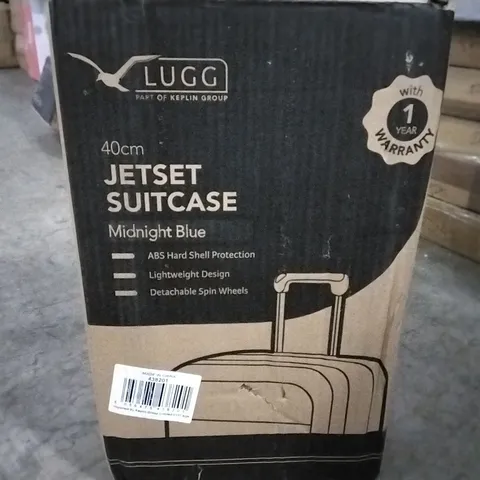 LUGG
PART OF KEPLIN GROUP
with
1
YEAR
WARRANTY
40cm
JETSET
SUITCASE
Midnight Blue
ABS Hard Shell Protection
Lightweight Design
Detachable Spin Wheels